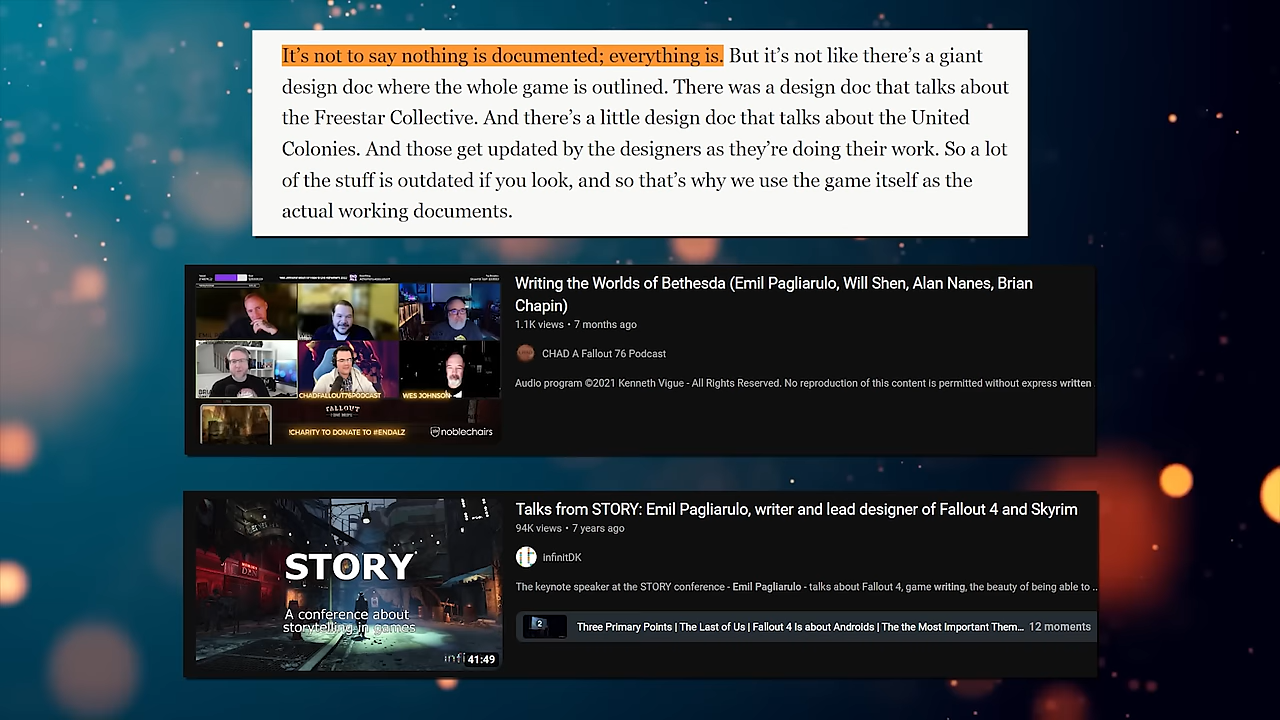 It’s not to say nothing is documented; everything is. But it’s not like there’s a giant
design doc where the whole game is outlined. There was a design doc that talks about
the Freestar Collective. And there’s a little design doc that talks about the United
Colonies. And those get updated by the designers as they’re doing their work. So a lot
of the stuff is outdated if you look, and so that’s why we use the game itself as the
actual working documents.
CHADFALLOUT76PODCAST
WES JOHNSON
FALLOUT
!CHARITY TO DONATE TO #ENDALZ
noblechairs
Writing the Worlds of Bethesda (Emil Pagliarulo, Will Shen, Alan Nanes, Brian
Chapin)
1.1K views • 7 months ago
CHAD A Fallout 76 Podcast
Audio program ©2021 Kenneth Vigue - All Rights Reserved. No reproduction of this content is permitted without express written
STORY
A conference about
storytelling in games
infi
41:49
Talks from STORY: Emil Pagliarulo, writer and lead designer of Fallout 4 and Skyrim
94K views • 7 years ago
InfinitDK
The keynote speaker at the STORY conference - Emil Pagliarulo - talks about Fallout 4, game writing, the beauty of being able to ..
2
Three Primary Points | The Last of Us | Fallout 4 Is about Androids | The the Most Important Them...
12 moments